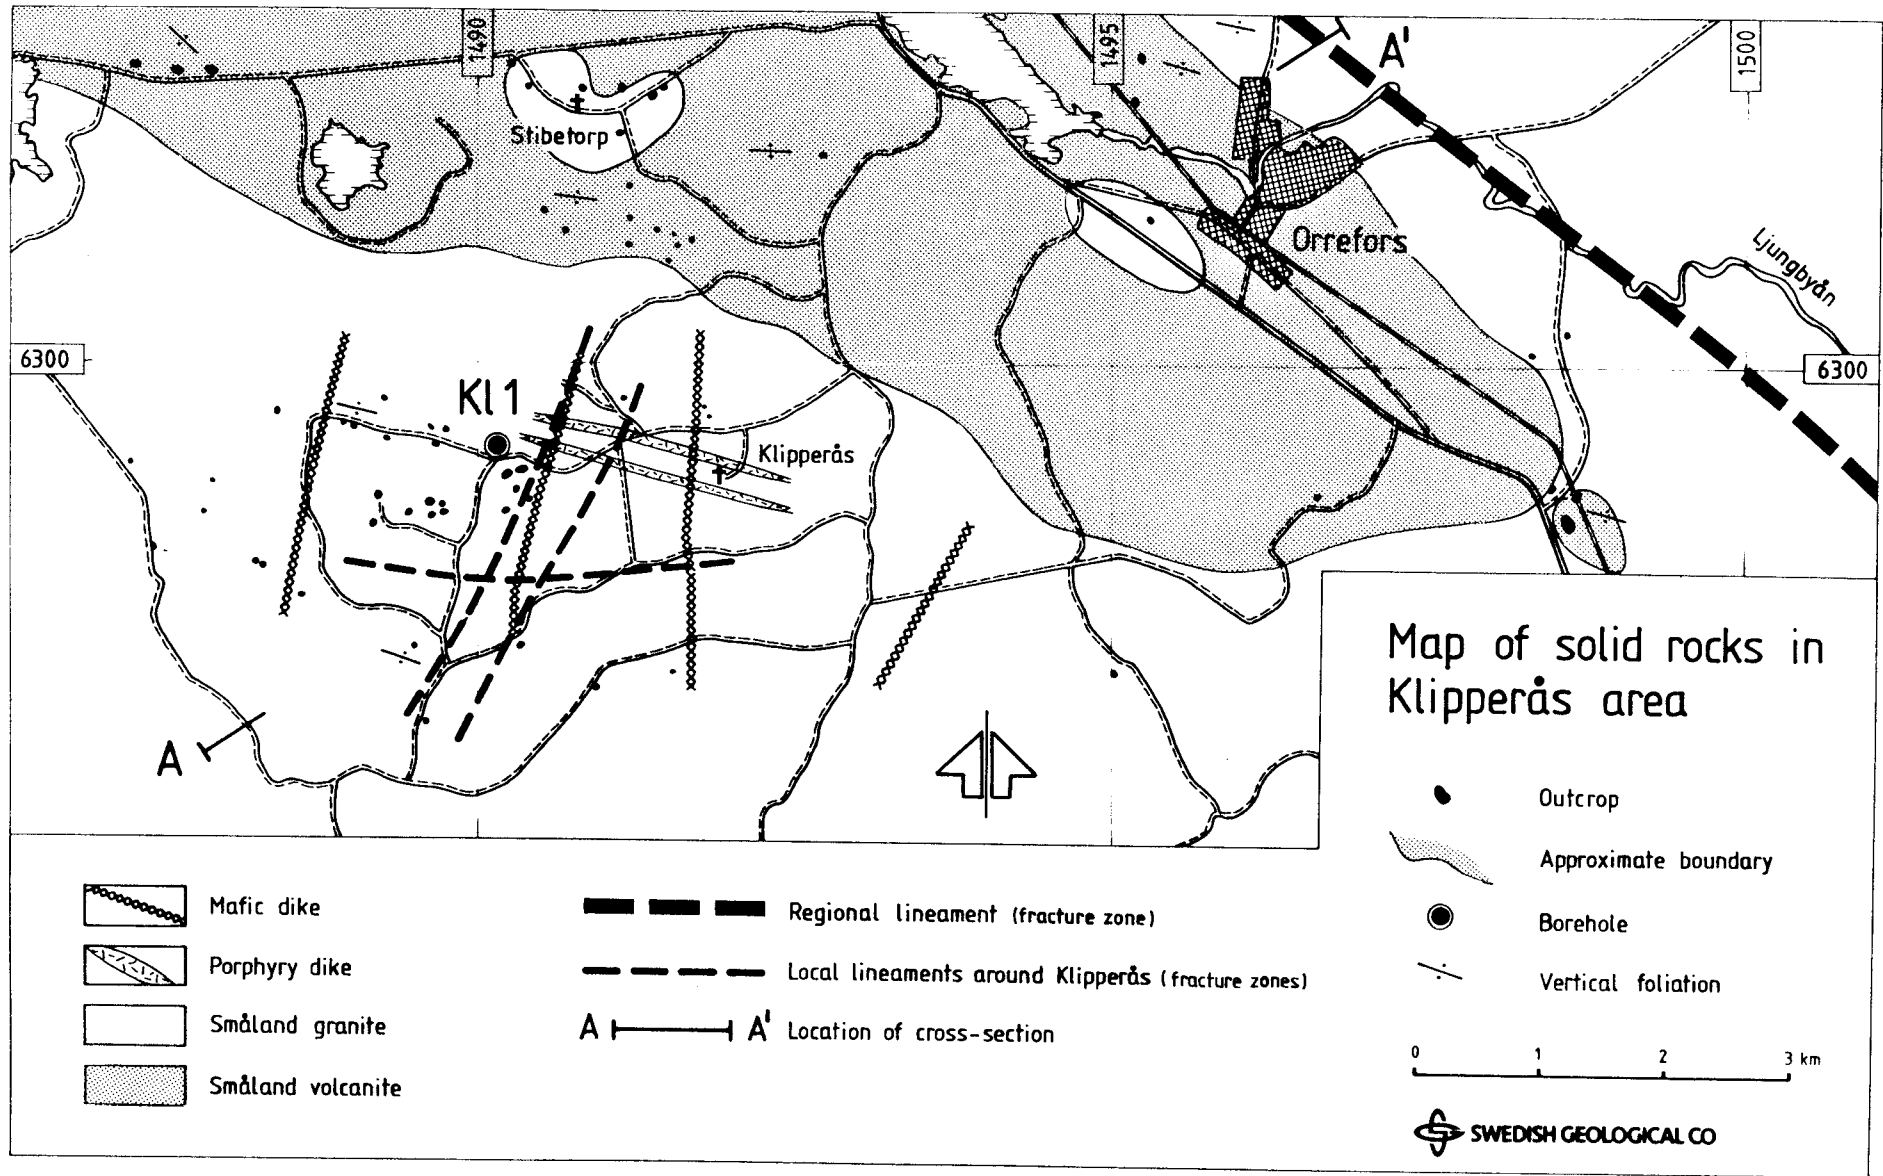 1490
1495
1500
A'
Stibetorp
Orrefors
Ljungbyån
6300
6300
Kl 1
Klipperås
A
Map of solid rocks in
Klipperås area
Outcrop
Approximate boundary
Borehole
Vertical foliation
Mafic dike
Porphyry dike
Småland granite
Småland volcanite
Regional lineament (fracture zone)
Local lineaments around Klipperås (fracture zones)
A A' Location of cross-section
0 1 2 3 km
SWEDISH GEOLOGICAL CO